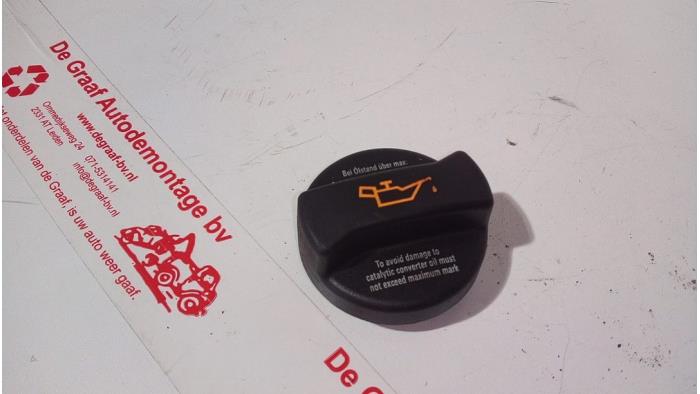 De Graaf Autodemontage bv
www.degraaf-bv.nl
Ommedijkseweg 24 071-5314141
2331 AT Leiden info@degraaf-bv.nl
onderdelen van de Graaf, is uw auto weer gaaf.
De G
Bei Ölstand über max:
To avoid damage to
catalytic converter oil must
not exceed maximum mark